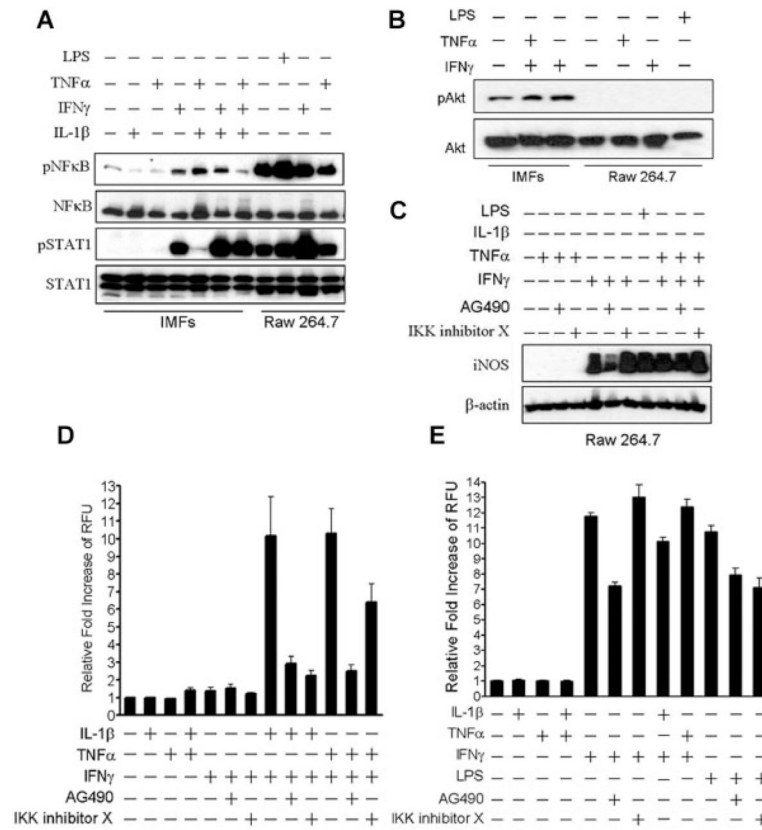 A
LPS − − − − − − − − + − −
TNFα − − + − + − + − − − +
IFNγ − − − + − + + − − + −
IL-1β − + − − + + + − − − −
pNFκB
NFκB
pSTAT1
STAT1
IMFs Raw 264.7
B
LPS − − − − − − +
TNFα − + − − + − −
IFNγ − + + − − + −
pAkt
Akt
IMFs Raw 264.7
C
LPS − − − − − − − + − − −
IL-1β − − − − − − − − − − −
TNFα − + + + − − − − + + +
IFNγ − − − − + + + − + + +
AG490 − − + − − + − − − + −
IKK inhibitor X − − − + − − + − − − +
iNOS
β-actin
Raw 264.7
D
Relative Fold Increase of RFU
13
12
11
10
9
8
7
6
5
4
3
2
1
0
IL-1β − + − + − − − + + + − − −
TNFα − − + + − − − − − − + + +
IFNγ − − − − + + + + + + + + +
AG490 − − − − − + − − + − − + −
IKK inhibitor X − − − − − − + − − + − − +
E
Relative Fold Increase of RFU
14
13
12
11
10
9
8
7
6
5
4
3
2
1
0
IL-1β − + − + − − − + − − − −
TNFα − − + + − − − − + − − −
IFNγ − − − − + + + + + − − −
LPS − − − − − − − − − + + +
AG490 − − − − − + − − − − + −
IKK inhibitor X − − − − − − + − − − − +